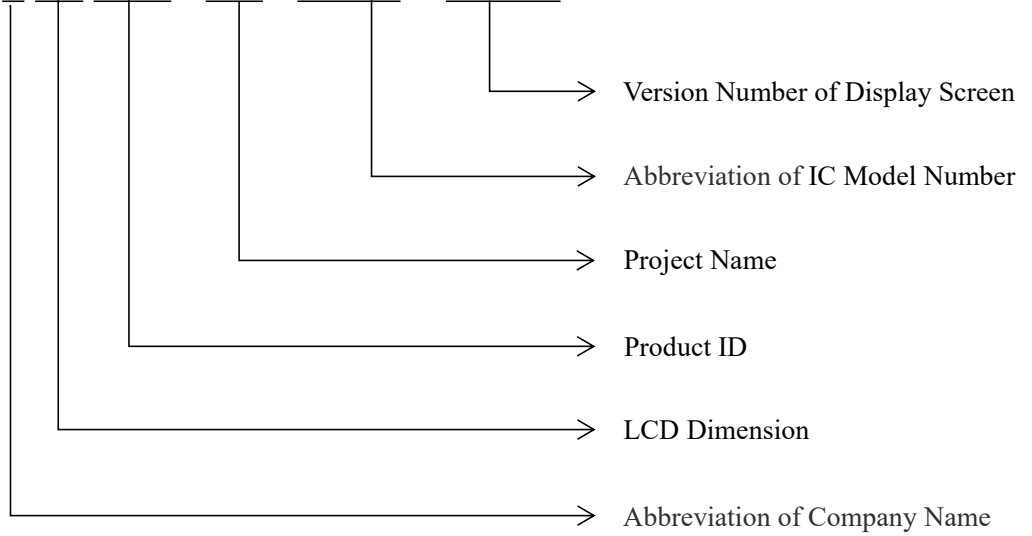 Version Number of Display Screen
Abbreviation of IC Model Number
Project Name
Product ID
LCD Dimension
Abbreviation of Company Name